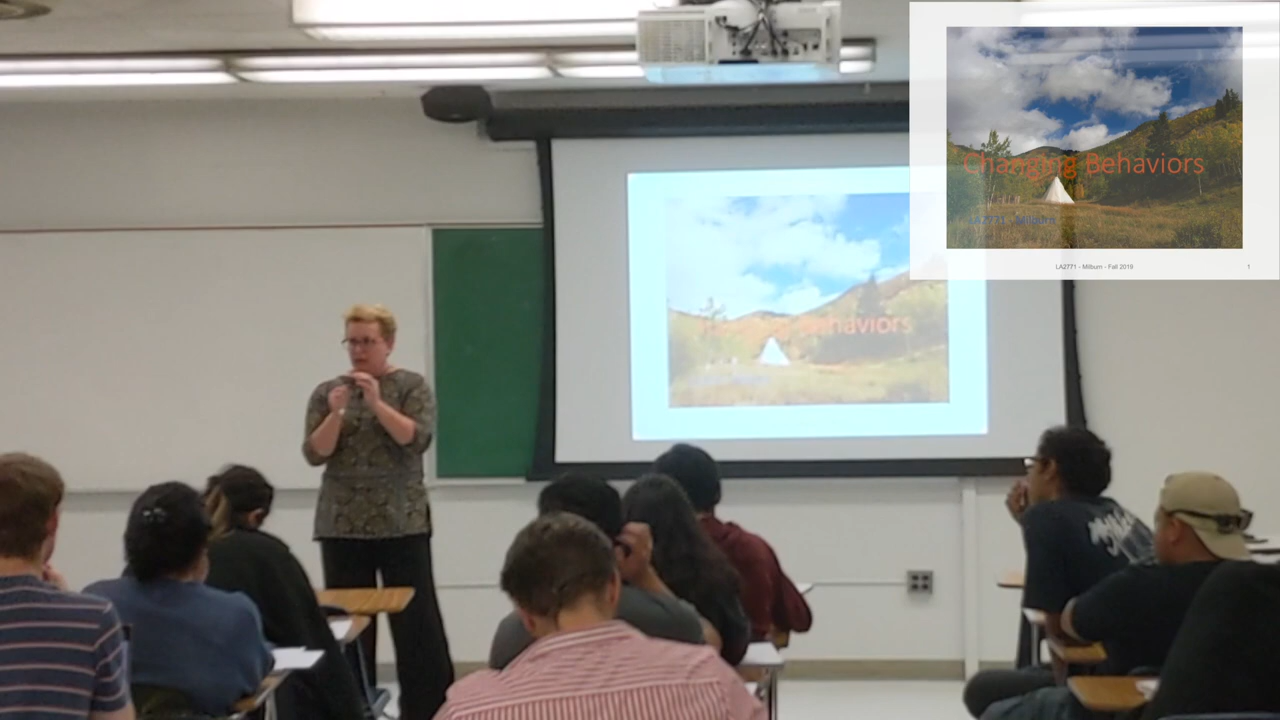 Changing Behaviors
LA2771 - Milburn
LA2771 - Milburn - Fall 2019
1
Behaviors